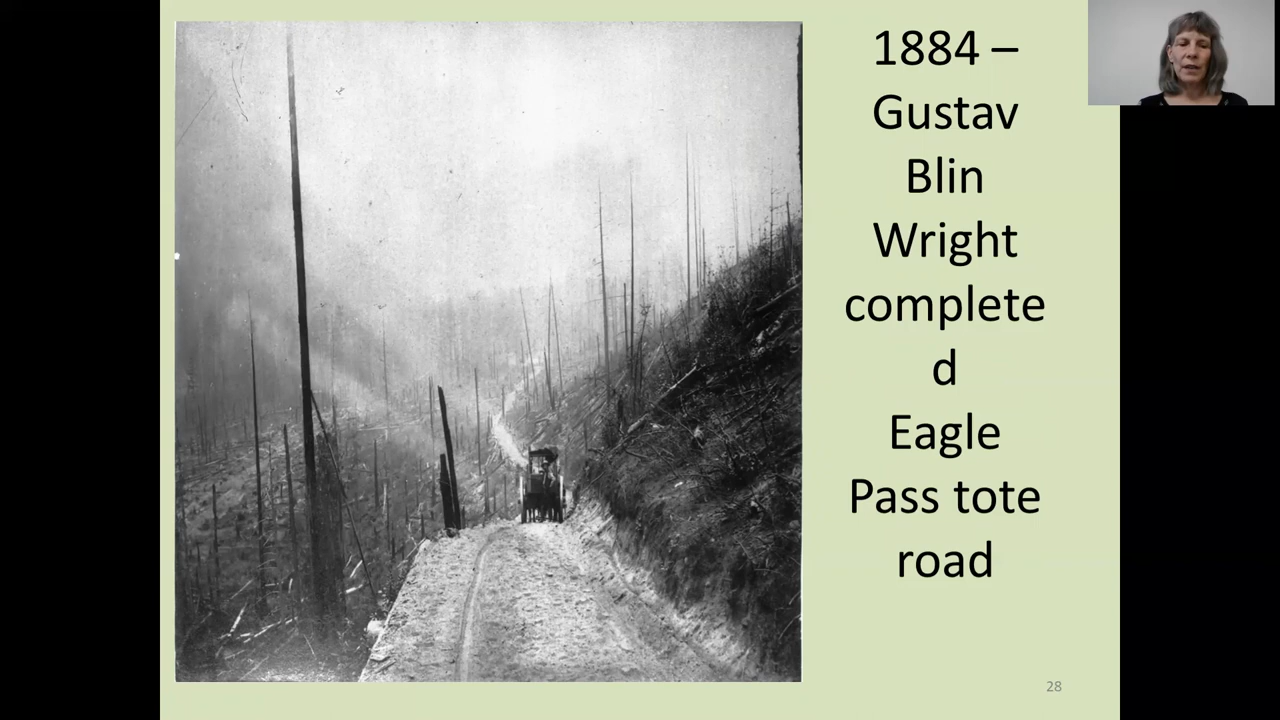 1884 –
Gustav
Blin
Wright
complete
d
Eagle
Pass tote
road
28